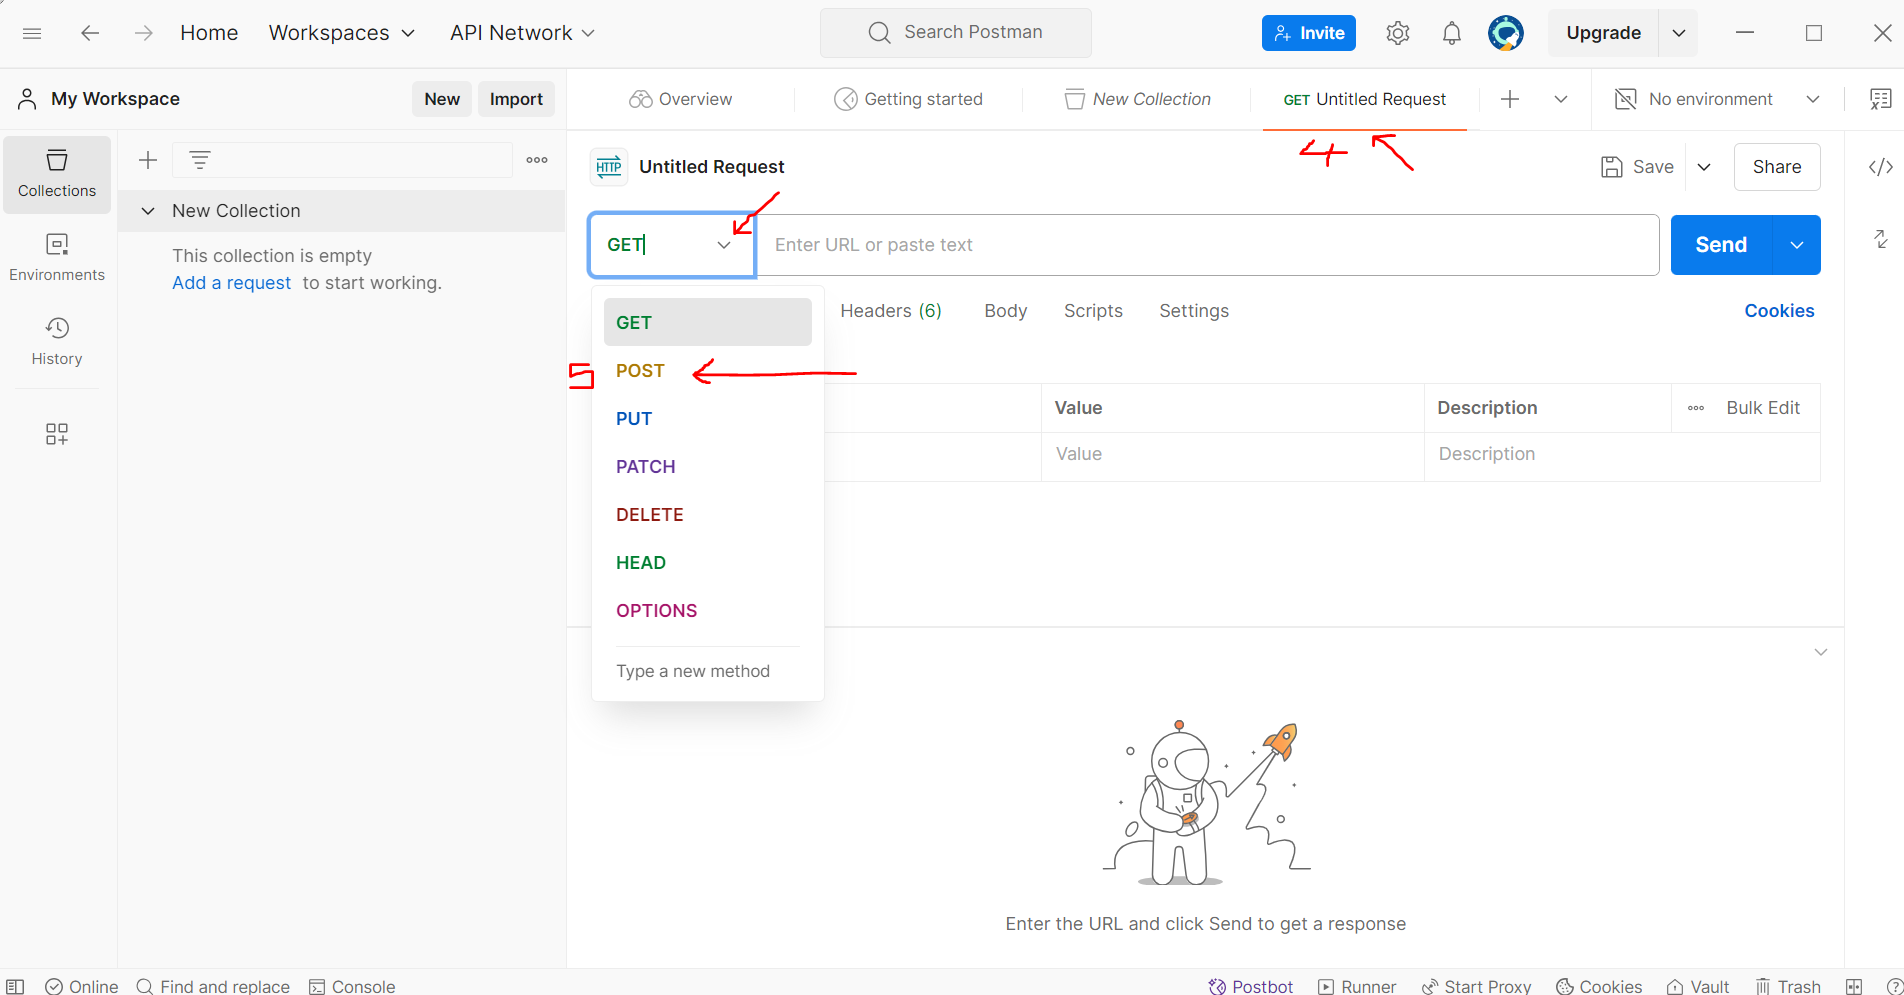 Home Workspaces API Network Search Postman Invite Upgrade
My Workspace New Import Overview Getting started New Collection GET Untitled Request No environment
4
Collections
HTTP Untitled Request Save Share
New Collection
GET Enter URL or paste text Send
This collection is empty
Add a request to start working.
Environments
Headers (6) Body Scripts Settings Cookies
GET
History
5 POST
Value Description Bulk Edit
PUT
Value Description
PATCH
DELETE
HEAD
OPTIONS
Type a new method
Enter the URL and click Send to get a response
Online Find and replace Console Postbot Runner Start Proxy Cookies Vault Trash